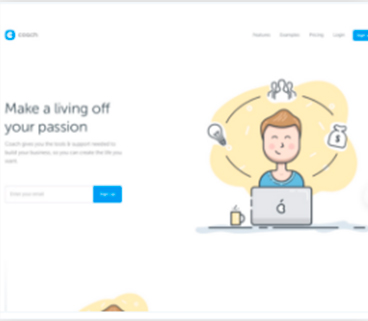 coach
Features Examples Pricing Login
Make a living off
your passion
Coach gives you the tools & support needed to
build your business, so you can create the life you
want.
Enter your email
Sign Up
$